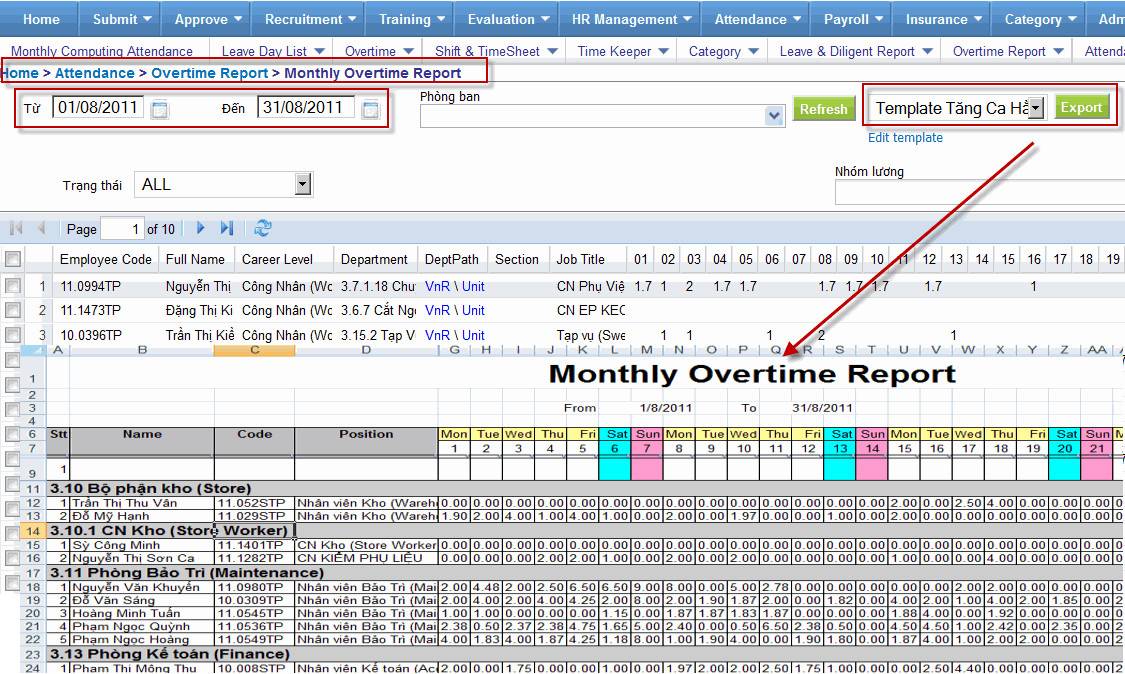 Home Submit Approve Recruitment Training Evaluation HR Management Attendance Payroll Insurance Category Adm
Monthly Computing Attendance Leave Day List Overtime Shift & TimeSheet Time Keeper Category Leave & Diligent Report Overtime Report Attend
Home > Attendance > Overtime Report > Monthly Overtime Report
Từ 01/08/2011 Đến 31/08/2011 Phòng ban Refresh Template Tăng Ca Hà Export
Edit template
Trạng thái ALL Nhóm lương
Page 1 of 10
Employee Code Full Name Career Level Department DeptPath Section Job Title 01 02 03 04 05 06 07 08 09 10 11 12 13 14 15 16 17 18 19
1 11.0994TP Nguyễn Thị Công Nhân (Wo 3.7.1.18 Chu VnR \ Unit CN Phụ Việ 1.7 1 2 1.7 1.7 1.7 1.7 1.7 1.7 1
2 11.1473TP Đặng Thị Ki Công Nhân (Wo 3.6.7 Cắt Ngo VnR \ Unit CN EP KEO
3 10.0396TP Trần Thị Kiề Công Nhân (Wo 3.15.2 Tạp V VnR \ Unit Tạp vụ (Swe 1 1 1 2 1
A B C D G H I J K L M N O P Q R S T U V W X Y Z AA
1 Monthly Overtime Report
2
3 From 1/8/2011 To 31/8/2011
4
6 Stt Name Code Position Mon Tue Wed Thu Fri Sat Sun Mon Tue Wed Thu Fri Sat Sun Mon Tue Wed Thu Fri Sat Sun
7 1 2 3 4 5 6 7 8 9 10 11 12 13 14 15 16 17 18 19 20 21
9 1
11 3.10 Bộ phận kho (Store)
12 1 Trần Thị Thu Vân 11.052STP Nhân viên Kho (Wareh 0.00 0.00 0.00 0.00 0.00 0.00 0.00 0.00 0.00 0.00 0.00 0.00 0.00 0.00 2.00 0.00 2.50 4.00 0.00 0.00 0.00
13 2 Đỗ Mỹ Hạnh 11.029STP Nhân viên Kho (Wareh 1.90 2.00 4.00 1.00 4.00 1.00 0.00 2.00 0.00 1.97 0.00 0.00 1.00 0.00 2.00 0.00 0.00 2.00 0.00 1.00 0.00
14 3.10.1 CN Kho (Store Worker)
15 1 Sỳ Công Minh 11.1401TP CN Kho (Store Worker 0.00 0.00 0.00 0.00 0.00 0.00 0.00 0.00 0.00 0.00 0.00 0.00 0.00 0.00 0.00 0.00 0.00 0.00 0.00 0.00 0.00
16 2 Nguyễn Thị Sơn Ca 11.1282TP CN KIỂM PHỤ LIỆU 0.00 0.00 0.00 2.00 2.00 1.00 0.00 2.00 0.00 2.00 0.00 0.00 0.00 0.00 1.00 0.00 0.00 4.00 0.00 0.00 0.00
17 3.11 Phòng Bảo Trì (Maintenance)
18 1 Nguyễn Văn Khuyến 11.0980TP Nhân viên Bảo Trì (Mai 2.00 4.48 2.00 2.50 6.50 6.50 9.00 8.00 0.00 5.00 2.78 0.00 0.00 0.00 0.00 0.00 2.00 2.00 0.00 0.06 0.00
19 2 Đỗ Văn Sáng 10.0309TP Nhân viên Bảo Trì (Mai 2.00 4.00 2.00 4.00 4.25 2.00 8.00 2.00 1.90 1.87 2.00 0.00 1.82 0.00 4.00 2.00 1.00 4.00 2.00 1.85 0.00
20 3 Hoàng Minh Tuấn 11.0545TP Nhân viên Bảo Trì (Mai 1.00 1.00 0.00 0.00 0.00 1.15 0.00 1.87 1.87 1.83 1.87 0.00 0.00 0.00 1.88 4.00 0.00 1.92 0.00 0.00 0.00
21 4 Phạm Ngọc Quỳnh 11.0536TP Nhân viên Bảo Trì (Mai 2.38 0.50 2.37 2.38 4.75 1.65 5.00 2.40 0.00 0.50 6.50 2.38 0.50 0.00 4.50 4.50 1.00 2.42 0.00 2.35 0.00
22 5 Phạm Ngọc Hoàng 11.0549TP Nhân viên Bảo Trì (Mai 4.00 1.83 4.00 1.87 4.25 1.18 8.00 1.00 1.90 4.00 0.00 1.90 1.80 0.00 1.87 4.00 1.00 2.00 2.00 0.00 0.00
23 3.13 Phòng Kế toán (Finance)
24 1 Phạm Thị Mộng Thu 10.008STP Nhân viên Kế toán (Ac 2.00 0.00 1.75 0.00 0.00 1.00 0.00 1.97 2.00 2.00 2.50 1.75 1.00 0.00 0.00 2.50 4.40 0.00 0.00 0.00 0.00